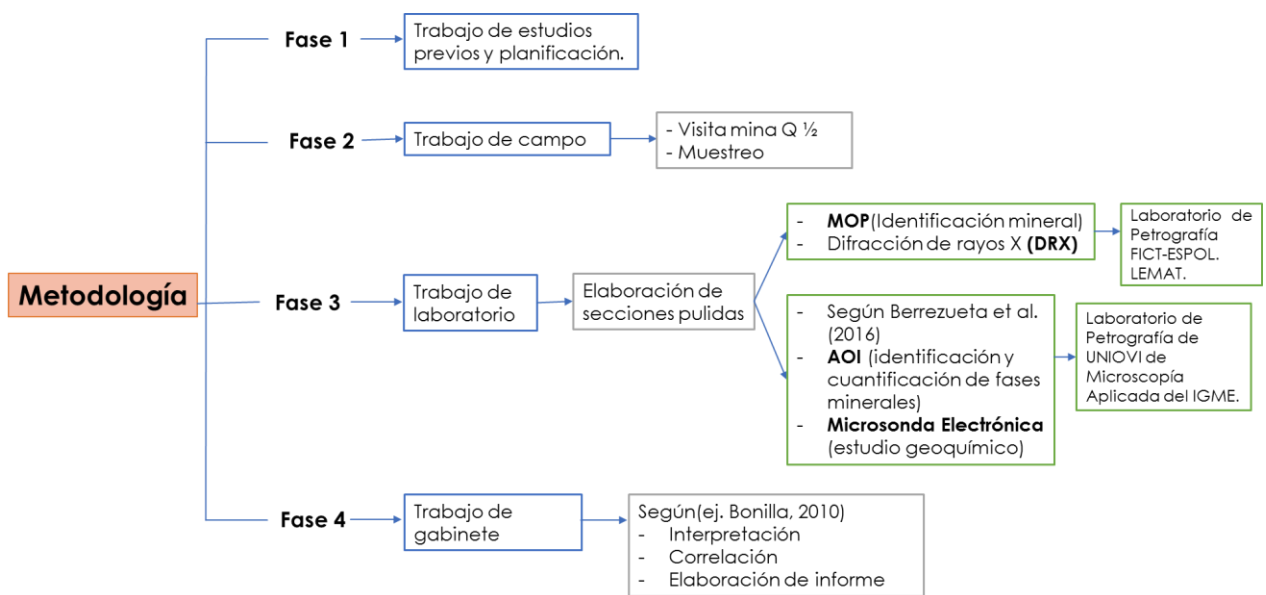 Metodología
Fase 1
Trabajo de estudios
previos y planificación.
Fase 2
Trabajo de campo
- Visita mina Q ½
- Muestreo
Fase 3
Trabajo de
laboratorio
Elaboración de
secciones pulidas
- MOP(Identificación mineral)
- Difracción de rayos X (DRX)
Laboratorio de
Petrografía
FICT-ESPOL.
LEMAT.
- Según Berrezueta et al.
(2016)
- AOI (identificación y
cuantificación de fases
minerales)
- Microsonda Electrónica
(estudio geoquímico)
Laboratorio de
Petrografía de
UNIOVI de
Microscopía
Aplicada del IGME.
Fase 4
Trabajo de
gabinete
Según(ej. Bonilla, 2010)
- Interpretación
- Correlación
- Elaboración de informe